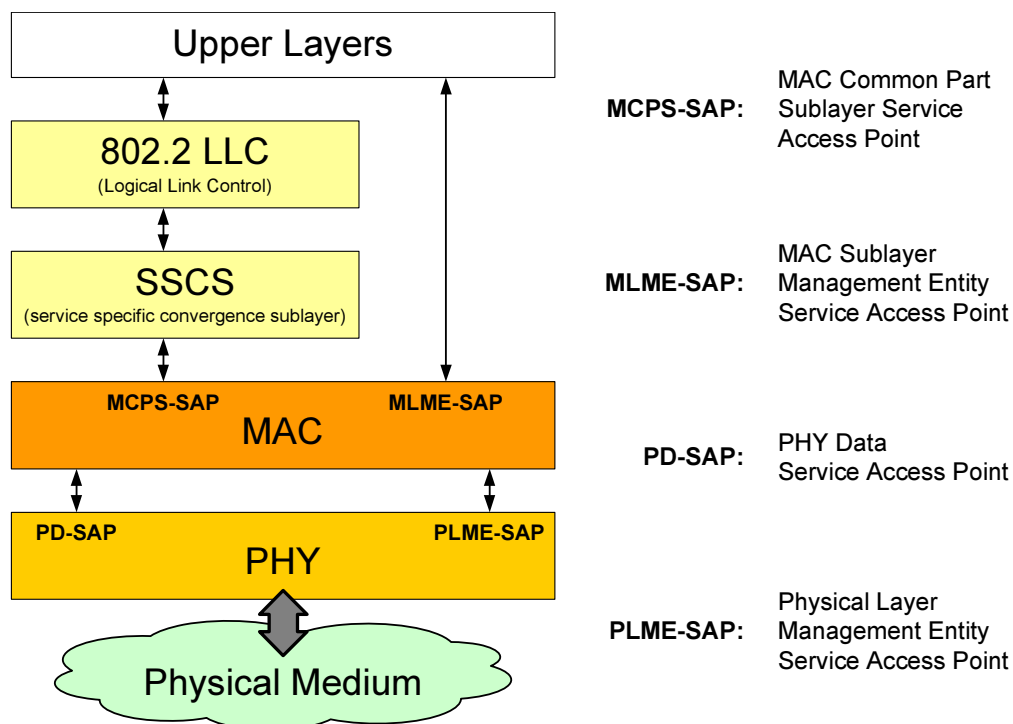 Upper Layers
802.2 LLC
(Logical Link Control)
SSCS
(service specific convergence sublayer)
MCPS-SAP MLME-SAP
MAC
PD-SAP PLME-SAP
PHY
Physical Medium
MCPS-SAP: MAC Common Part
Sublayer Service
Access Point
MLME-SAP: MAC Sublayer
Management Entity
Service Access Point
PD-SAP: PHY Data
Service Access Point
PLME-SAP: Physical Layer
Management Entity
Service Access Point